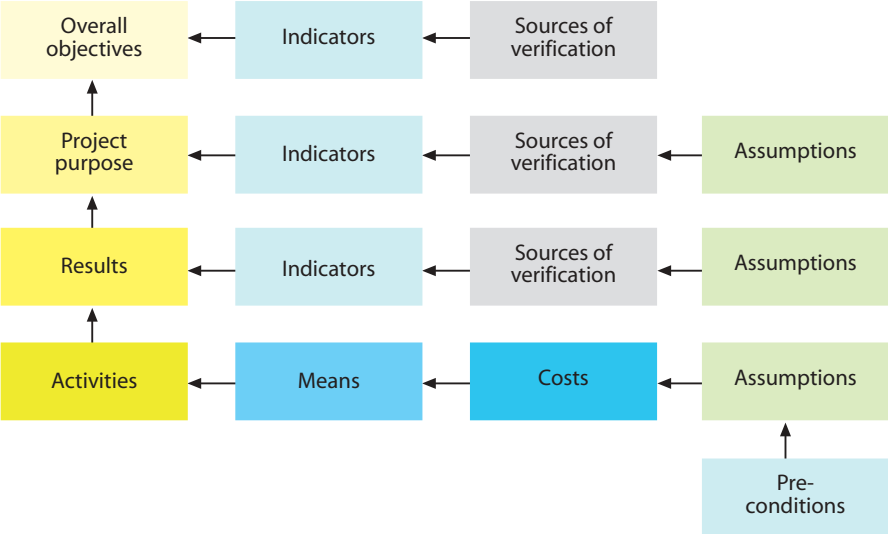 Overall
objectives
Indicators
Sources of
verification
Project
purpose
Indicators
Sources of
verification
Assumptions
Results
Indicators
Sources of
verification
Assumptions
Activities
Means
Costs
Assumptions
Pre-
conditions